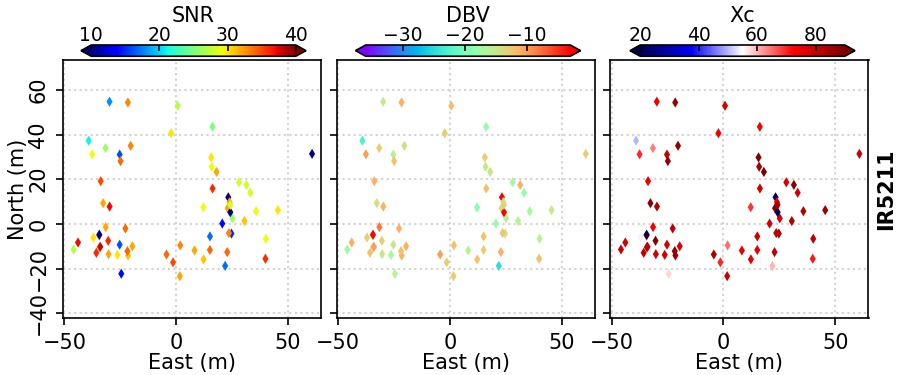 SNR DBV Xc
10 20 30 40 −30 −20 −10 20 40 60 80
60
40
20
0
−20
−40
North (m)
IR5211
−50 0 50 −50 0 50 −50 0 50
East (m) East (m) East (m)